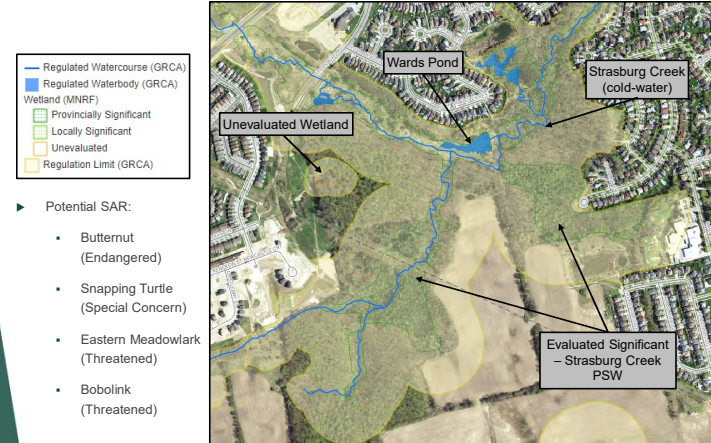 Regulated Watercourse (GRCA)
Regulated Waterbody (GRCA)
Wetland (MNRF)
Provincially Significant
Locally Significant
Unevaluated
Regulation Limit (GRCA)
Potential SAR:
Butternut
(Endangered)
Snapping Turtle
(Special Concern)
Eastern Meadowlark
(Threatened)
Bobolink
(Threatened)
Wards Pond
Strasburg Creek
(cold-water)
Unevaluated Wetland
Evaluated Significant
– Strasburg Creek
PSW